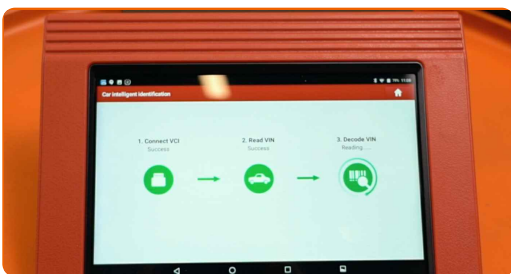 Car Intelligent Identification
1. Connect VCI
Success
2. Read VIN
Success
3. Decode VIN
Reading.....